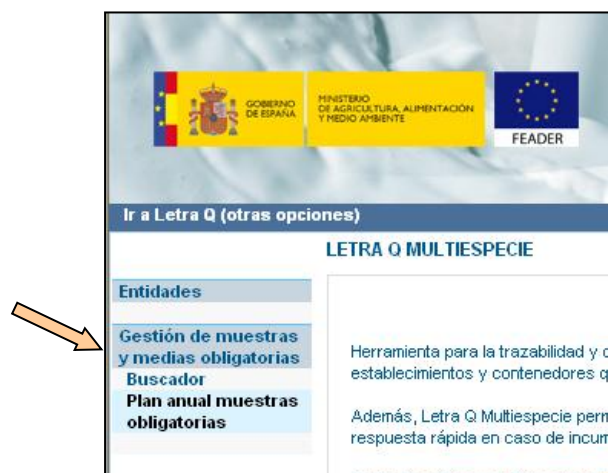 GOBIERNO
DE ESPAÑA
MINISTERIO
DE AGRICULTURA, ALIMENTACIÓN
Y MEDIO AMBIENTE
FEADER
Ir a Letra Q (otras opciones)
LETRA Q MULTIESPECIE
Entidades
Gestión de muestras
y medias obligatorias
Buscador
Plan anual muestras
obligatorias
Herramienta para la trazabilidad y
establecimientos y contenedores
Además, Letra Q Multiespecie
respuesta rápida en caso de